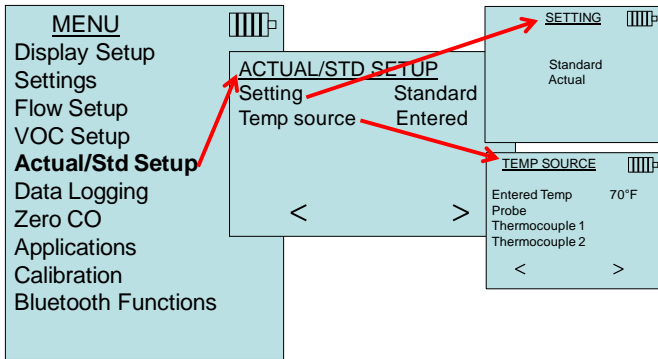 MENU
Display Setup
Settings
Flow Setup
VOC Setup
Actual/Std Setup
Data Logging
Zero CO
Applications
Calibration
Bluetooth Functions
ACTUAL/STD SETUP
Setting Standard
Temp source Entered
< >
SETTING
Standard
Actual
TEMP SOURCE
Entered Temp 70°F
Probe
Thermocouple 1
Thermocouple 2
< >